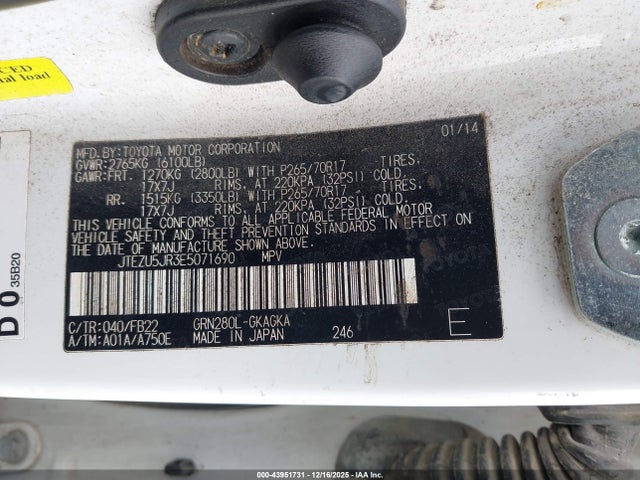 CED
nal load
D 0
35B20
MFD. BY: TOYOTA MOTOR CORPORATION 01/14
GVWR: 2765KG (6100LB)
GAWR: FRT. 1270KG (2800LB) WITH P265/70R17 TIRES.
17X7J RIMS, AT 220KPA (32PSI) COLD.
RR. 1515KG (3350LB) WITH P265/70R17 TIRES.
17X7J RIMS, AT 220KPA (32PSI) COLD.
THIS VEHICLE CONFORMS TO ALL APPLICABLE FEDERAL MOTOR
VEHICLE SAFETY STANDARDS IN EFFECT ON
THE DATE OF MANUFACTURE SHOWN ABOVE.
JTEZU5JR3E5071690 MPV
C/TR: 040/FB22 GRN280L-GKAGKA
A/TM: A01A/A750E MADE IN JAPAN 246 E
000-43951731 - 12/16/2025 - IAA Inc.